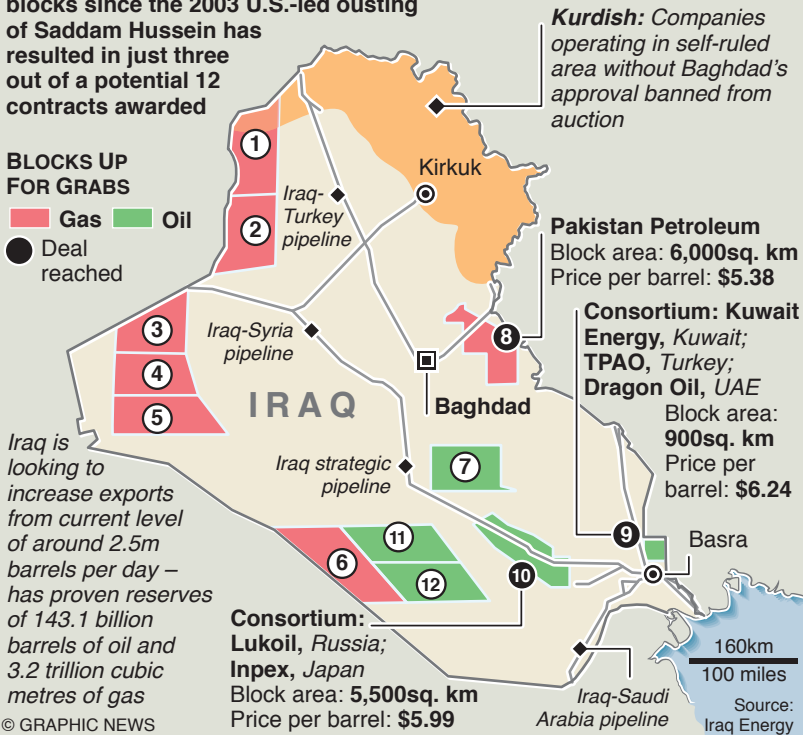 blocks since the 2003 U.S.-led ousting
of Saddam Hussein has
resulted in just three
out of a potential 12
contracts awarded
BLOCKS UP
FOR GRABS
Gas Oil
Deal
reached
Kurdish: Companies
operating in self-ruled
area without Baghdad's
approval banned from
auction
1
2
3
4
5
6
7
8
9
10
11
12
Kirkuk
Iraq-
Turkey
pipeline
Iraq-Syria
pipeline
IRAQ
Baghdad
Iraq strategic
pipeline
Pakistan Petroleum
Block area: 6,000sq. km
Price per barrel: $5.38
Consortium: Kuwait
Energy, Kuwait;
TPAO, Turkey;
Dragon Oil, UAE
Block area:
900sq. km
Price per
barrel: $6.24
Basra
Iraq is
looking to
increase exports
from current level
of around 2.5m
barrels per day –
has proven reserves
of 143.1 billion
barrels of oil and
3.2 trillion cubic
metres of gas
Consortium:
Lukoil, Russia;
Inpex, Japan
Block area: 5,500sq. km
Price per barrel: $5.99
Iraq-Saudi
Arabia pipeline
160km
100 miles
Source:
Iraq Energy
© GRAPHIC NEWS